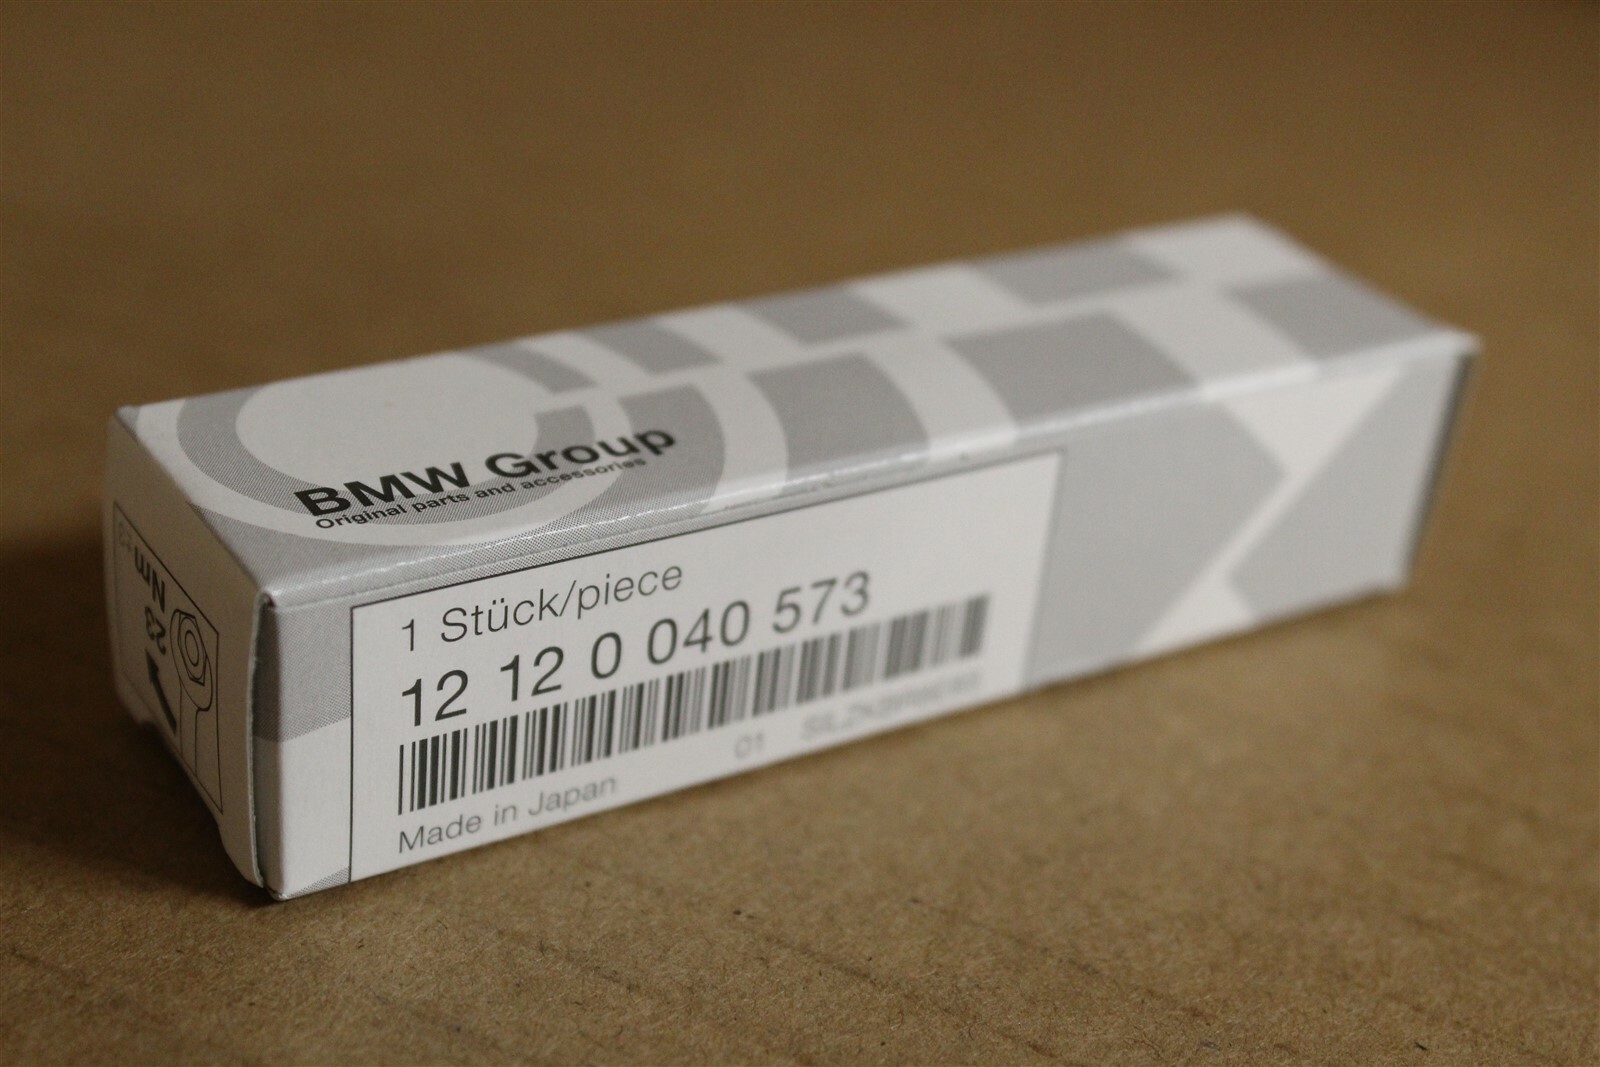 BMW Group
Original parts and accessories
1 Stück/piece
12 12 0 040 573
Made in Japan
01
23
Nm